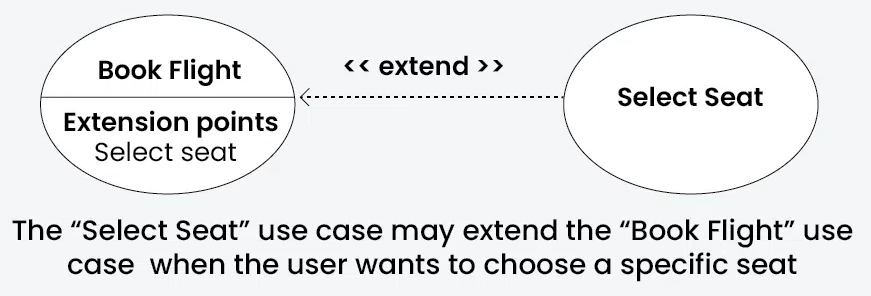 Book Flight
<< extend >>
Select Seat
Extension points
Select seat
The “Select Seat” use case may extend the “Book Flight” use
case when the user wants to choose a specific seat